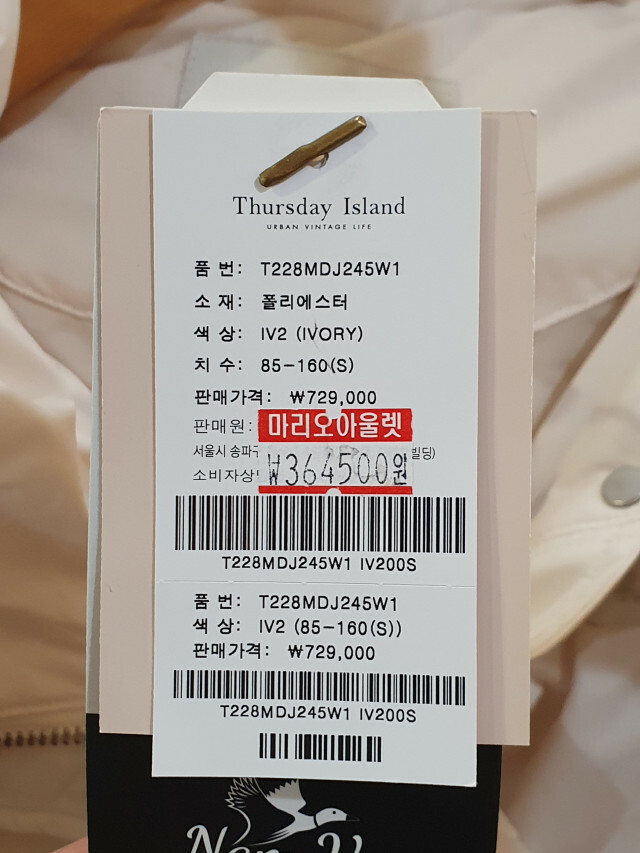 Thursday Island
URBAN VINTAGE LIFE
품 번: T228MDJ245W1
소 재: 폴리에스터
색 상: IV2 (IVORY)
치 수: 85-160(S)
판매가격: ₩729,000
판매원: 마리오아울렛
서울시 송파구 빌딩)
소비자상 ₩364500원
T228MDJ245W1 IV200S
품 번: T228MDJ245W1
색 상: IV2 (85-160(S))
판매가격: ₩729,000
T228MDJ245W1 IV200S